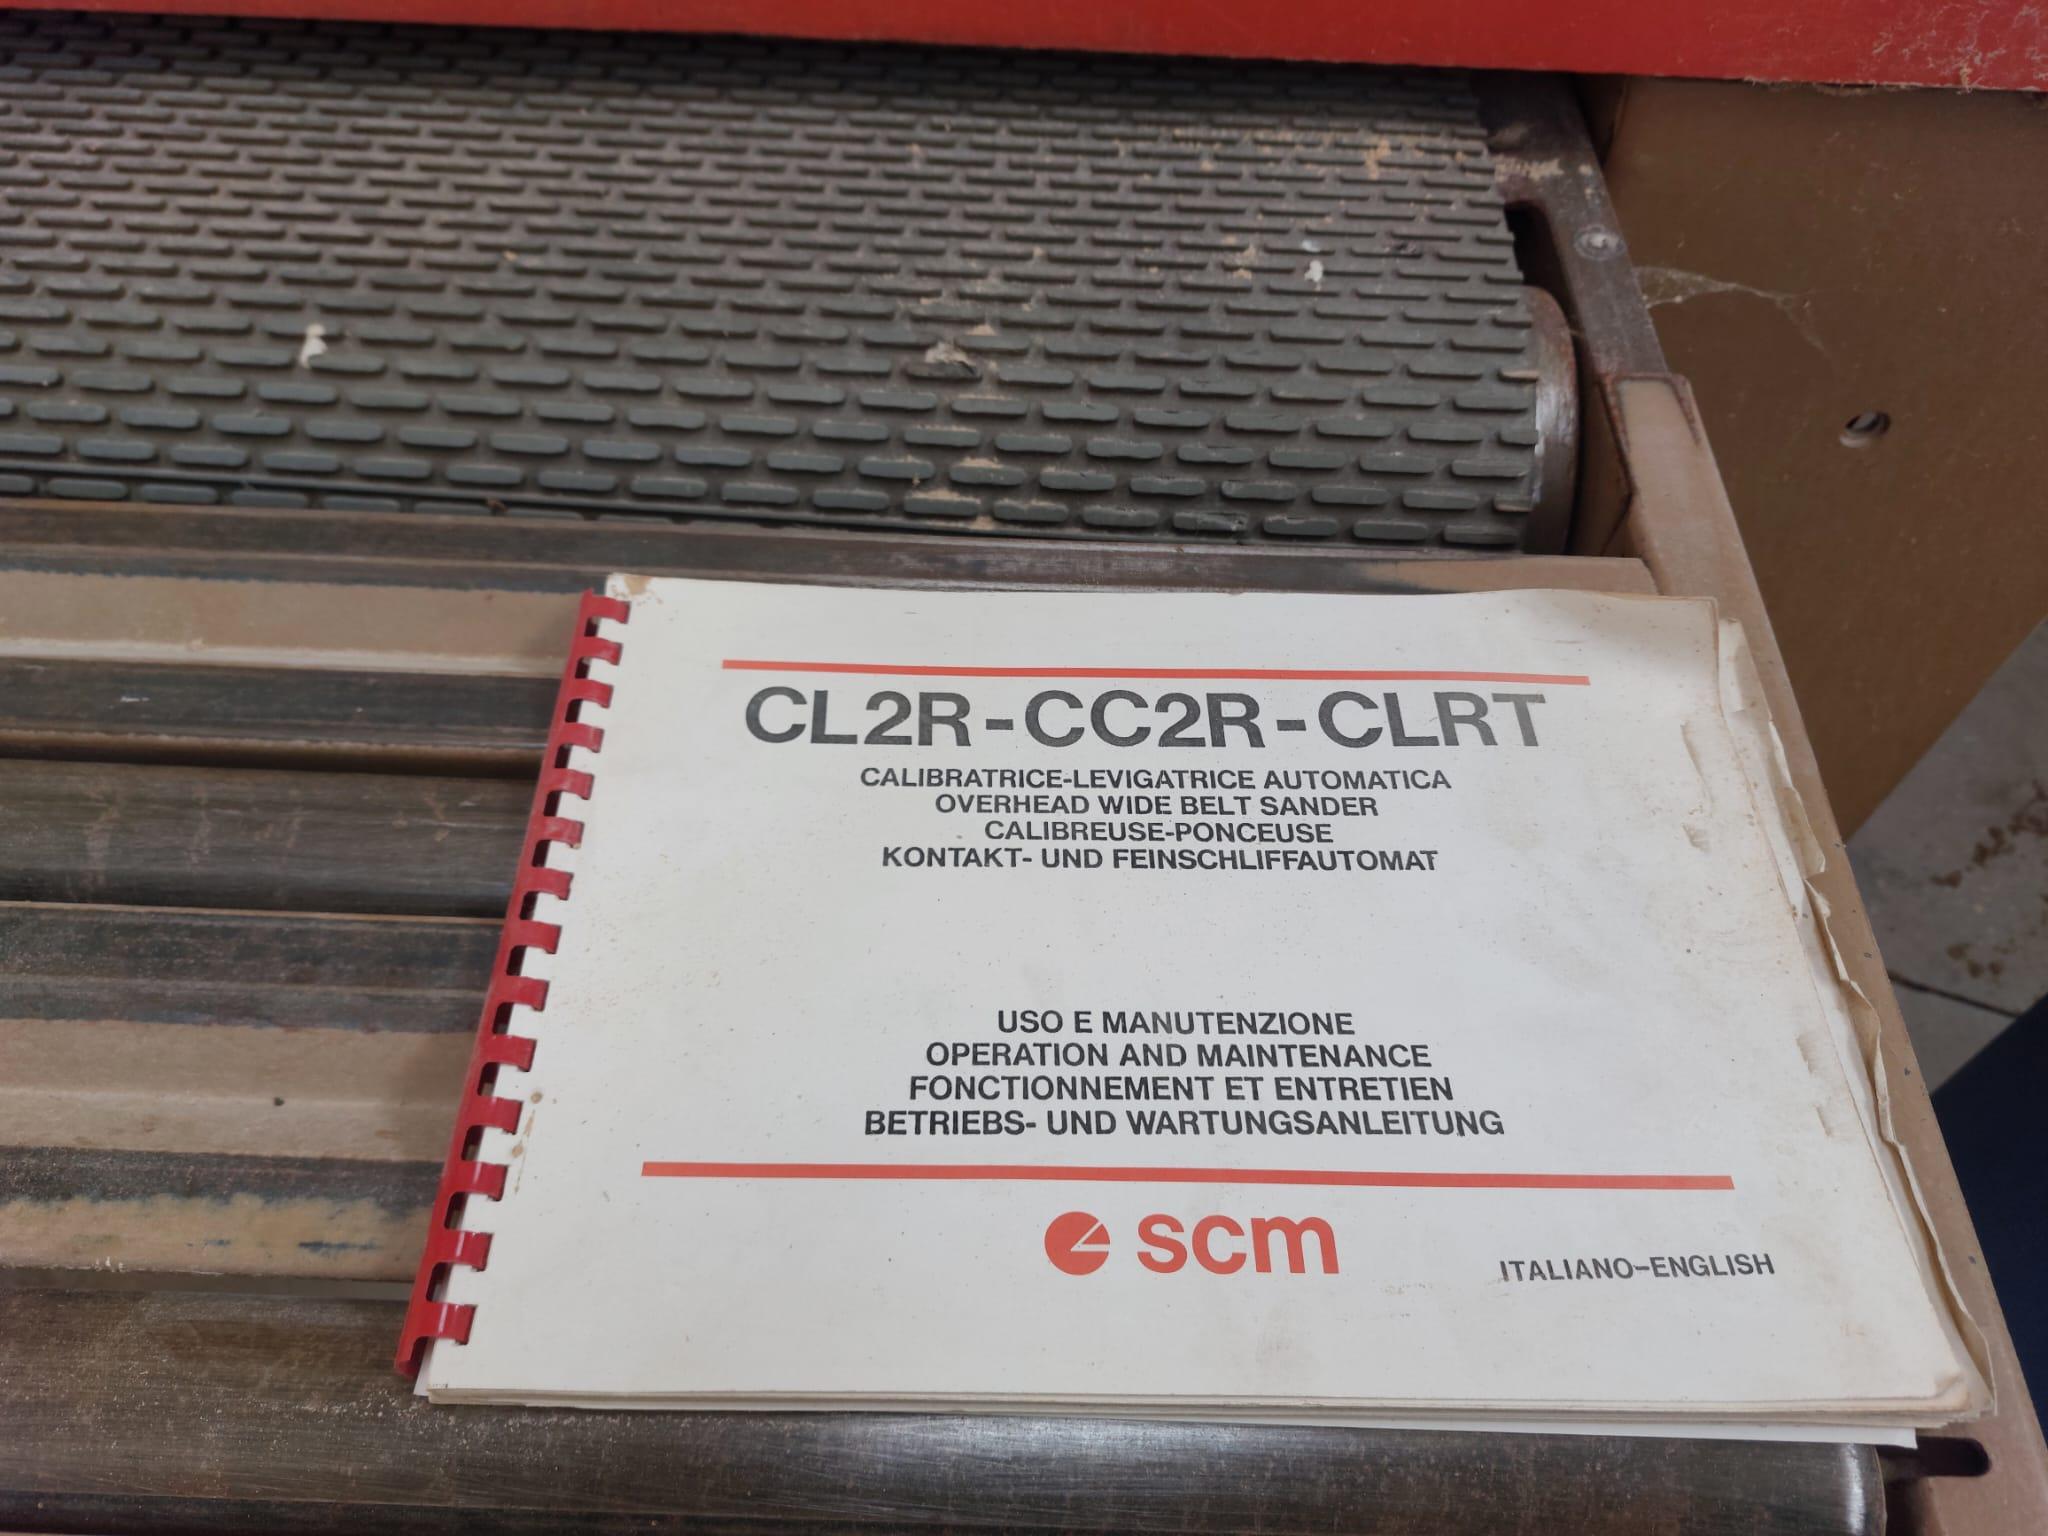 CL2R-CC2R-CLRT
CALIBRATRICE-LEVIGATRICE AUTOMATICA
OVERHEAD WIDE BELT SANDER
CALIBREUSE-PONCEUSE
KONTAKT- UND FEINSCHLIFFAUTOMAT
USO E MANUTENZIONE
OPERATION AND MAINTENANCE
FONCTIONNEMENT ET ENTRETIEN
BETRIEBS- UND WARTUNGSANLEITUNG
scm
ITALIANO-ENGLISH